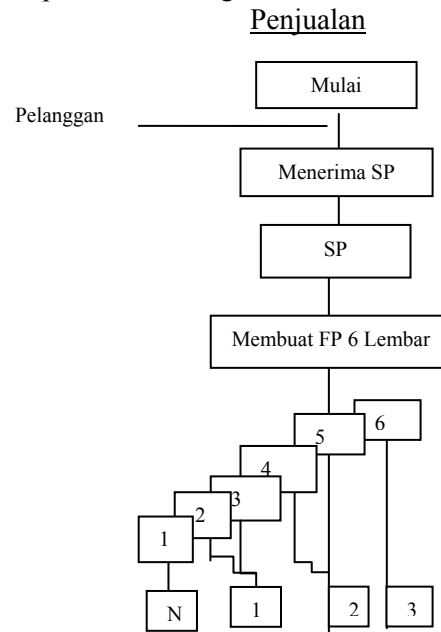 Penjualan
Mulai
Pelanggan
Menerima SP
SP
Membuat FP 6 Lembar
6
5
4
3
2
1
N
1
2
3